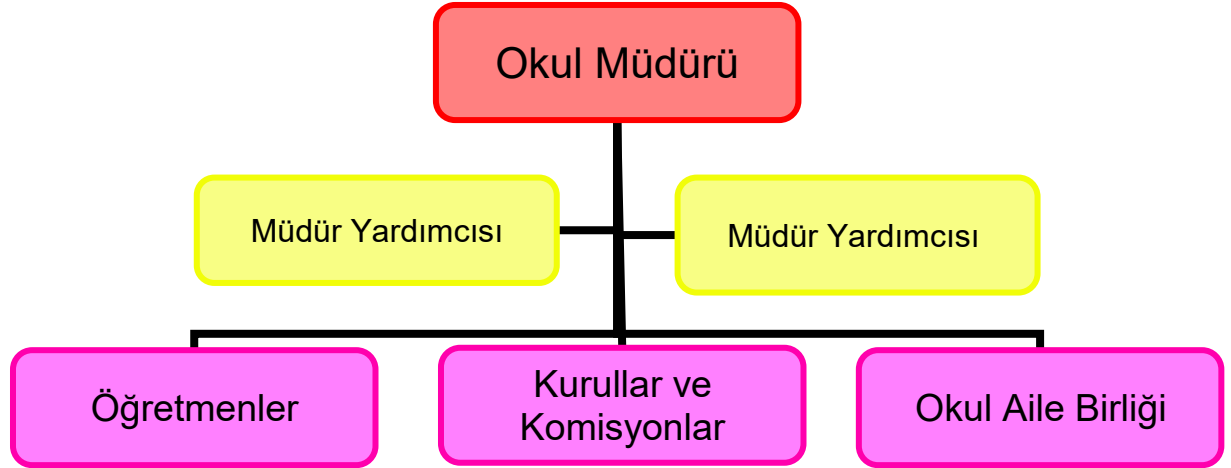 Okul Müdürü
Müdür Yardımcısı
Müdür Yardımcısı
Öğretmenler
Kurullar ve
Komisyonlar
Okul Aile Birliği